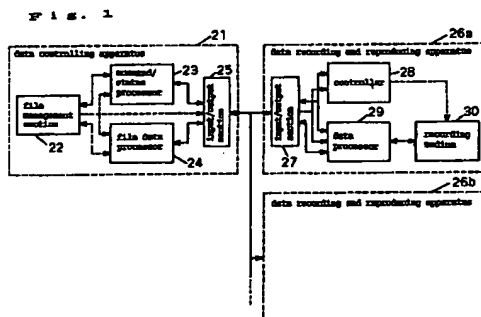 Fig. 1
21
data controlling apparatus
file management section
22
command/ status processor
23
file data processor
24
input/output section
25
26a
data recording and reproducing apparatus
input/output section
27
controller
28
data processor
29
recording medium
30
26b
data recording and reproducing apparatus